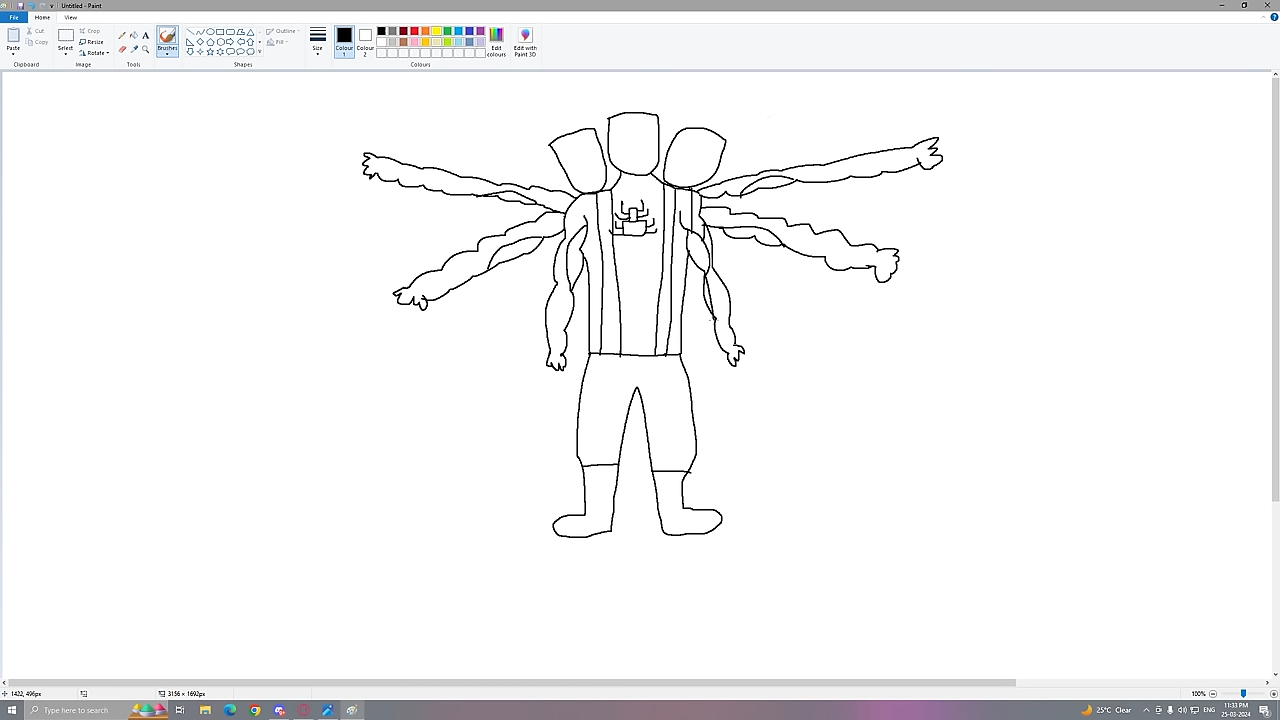 Untitled - Paint
File
Home
View
Paste
Cut
Copy
Clipboard
Select
Crop
Resize
Rotate
Image
A
Tools
Brushes
Outline
Fill
Shapes
Size
Colour 1
Colour 2
Edit colours
Edit with Paint 3D
Colours
1422, 496px
3156 × 1692px
100%
Type here to search
25°C Clear
ENG
11:33 PM
25-03-2024